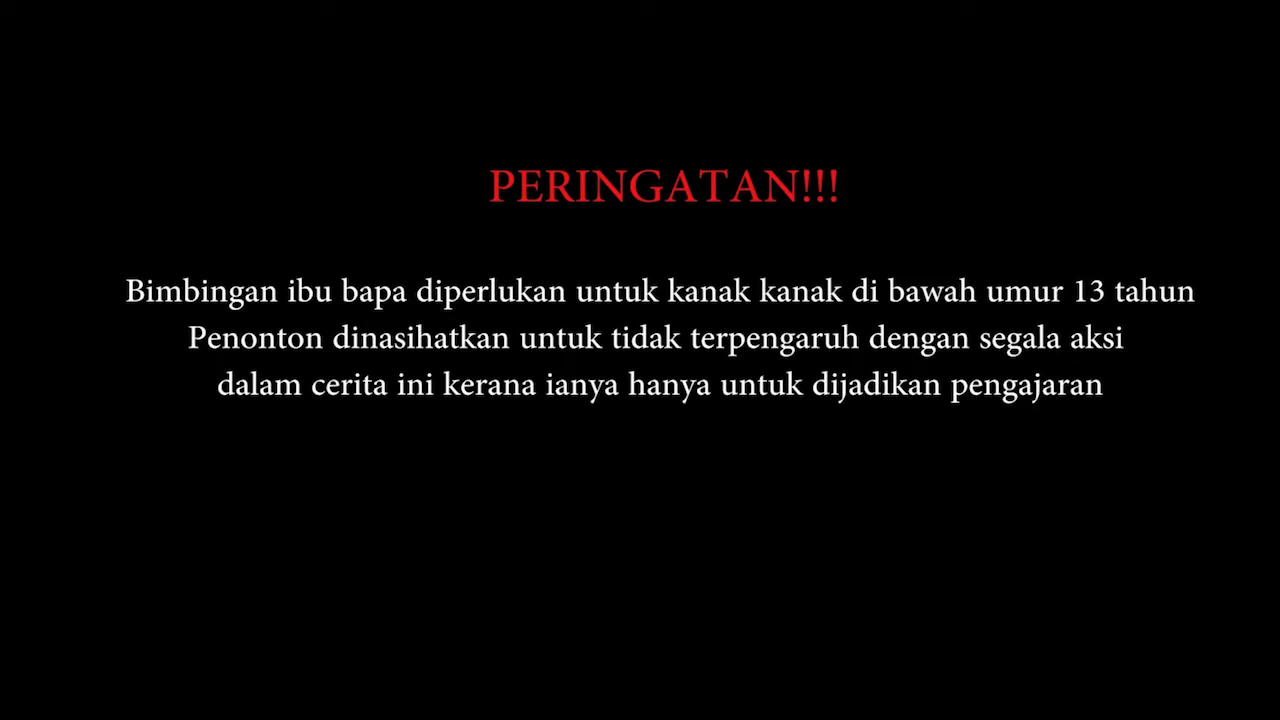 PERINGATAN!!!
Bimbingan ibu bapa diperlukan untuk kanak kanak di bawah umur 13 tahun
Penonton dinasihatkan untuk tidak terpengaruh dengan segala aksi
dalam cerita ini kerana ianya hanya untuk dijadikan pengajaran